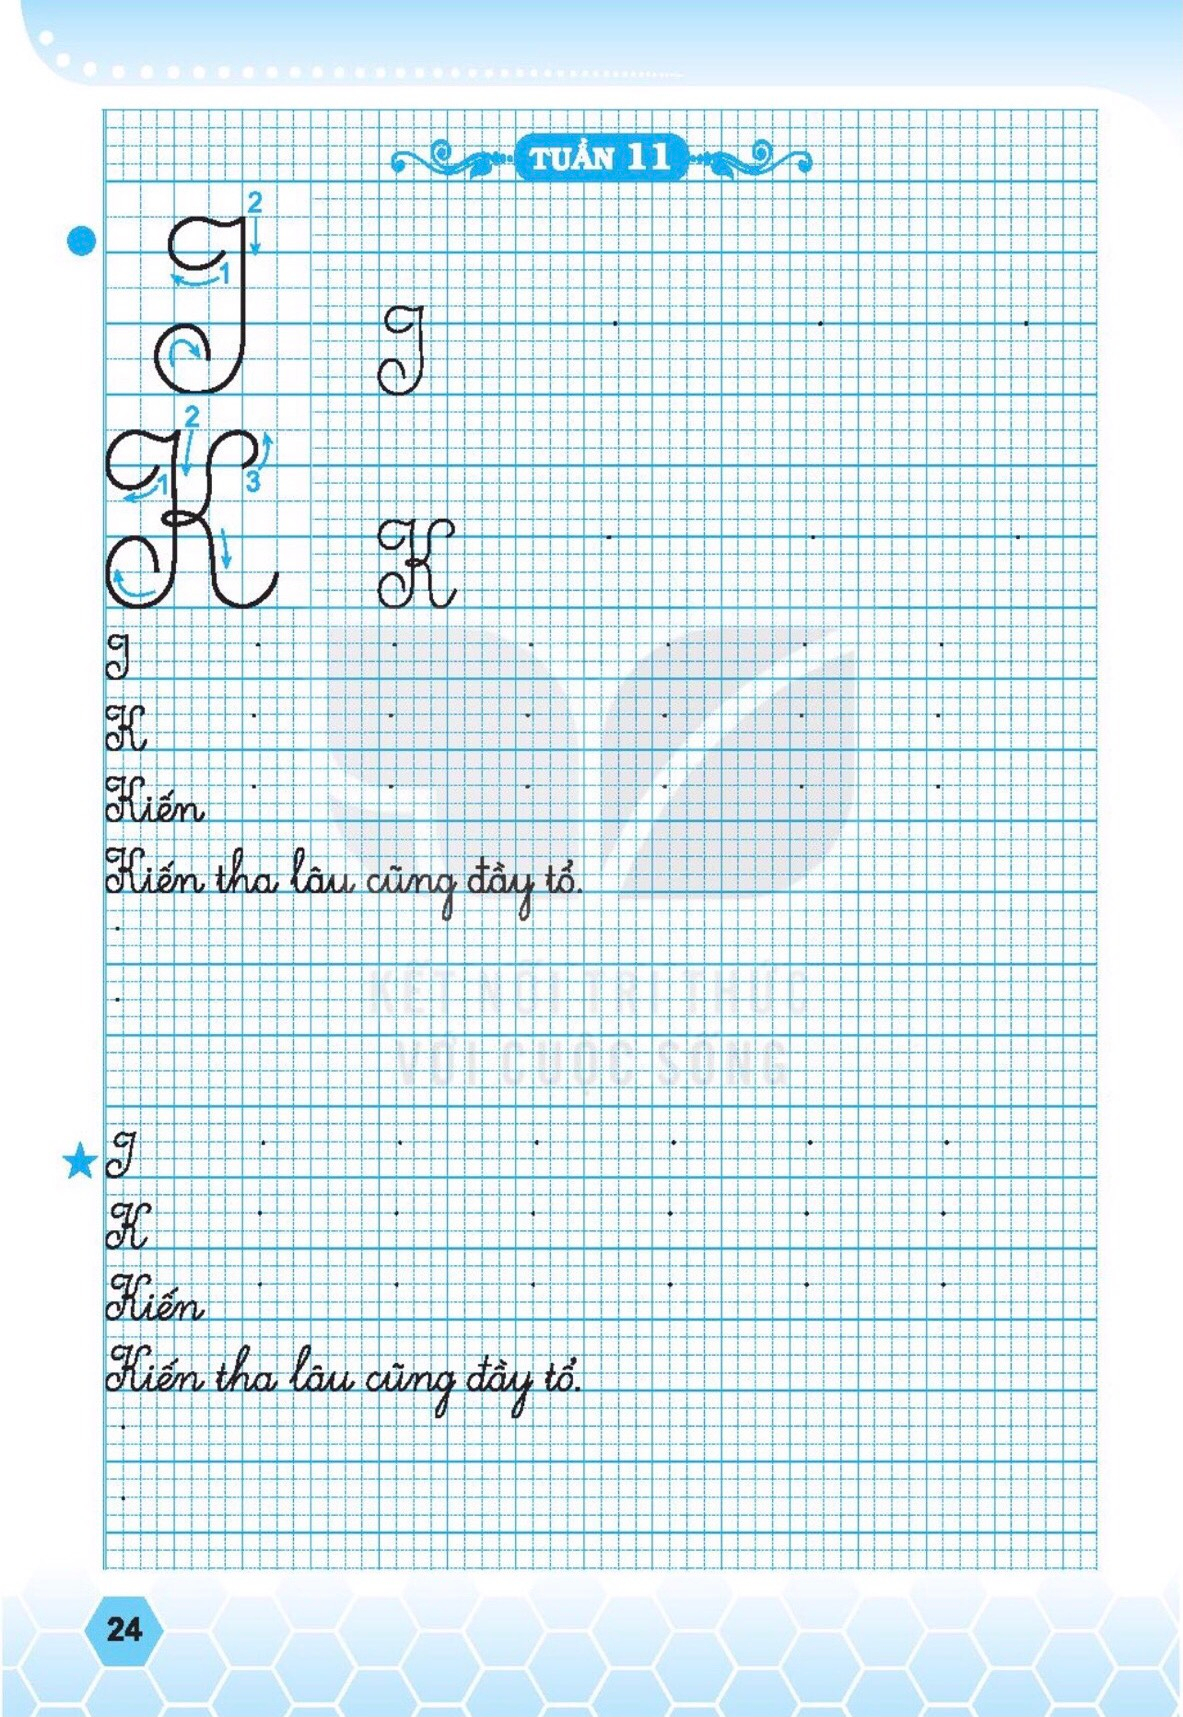 TUẦN 11
2
1
I
I
2
1
3
K
K
I
K
Kiến
Kiến tha lâu cũng đầy tổ.
KẾT NỐI TRI THỨC
VỚI CUỘC SỐNG
I
K
Kiến
Kiến tha lâu cũng đầy tổ.
24